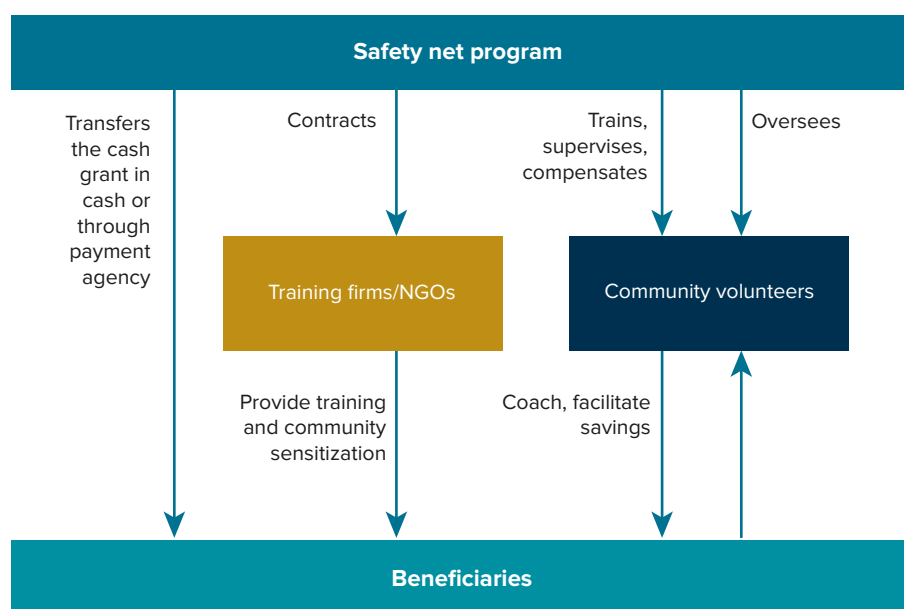 Safety net program
Transfers
the cash
grant in
cash or
through
payment
agency
Contracts
Trains,
supervises,
compensates
Oversees
Training firms/NGOs
Community volunteers
Provide training
and community
sensitization
Coach, facilitate
savings
Beneficiaries